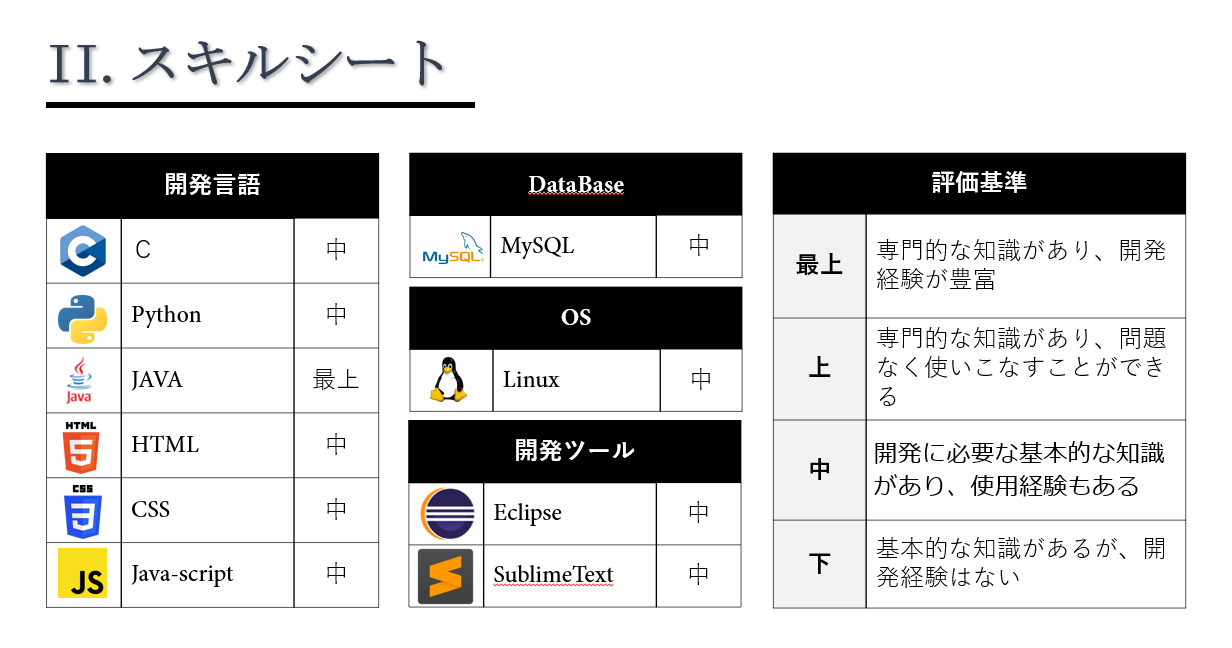 II. スキルシート
開発言語
C 中
Python 中
Java
JAVA 最上
HTML
HTML 中
CSS
CSS 中
JS
Java-script 中
DataBase
MySQL
MySQL 中
OS
Linux 中
開発ツール
Eclipse 中
SublimeText 中
評価基準
最上
専門的な知識があり、開発
経験が豊富
上
専門的な知識があり、問題
なく使いこなすことができ
る
中
開発に必要な基本的な知識
があり、使用経験もある
下
基本的な知識があるが、開
発経験はない